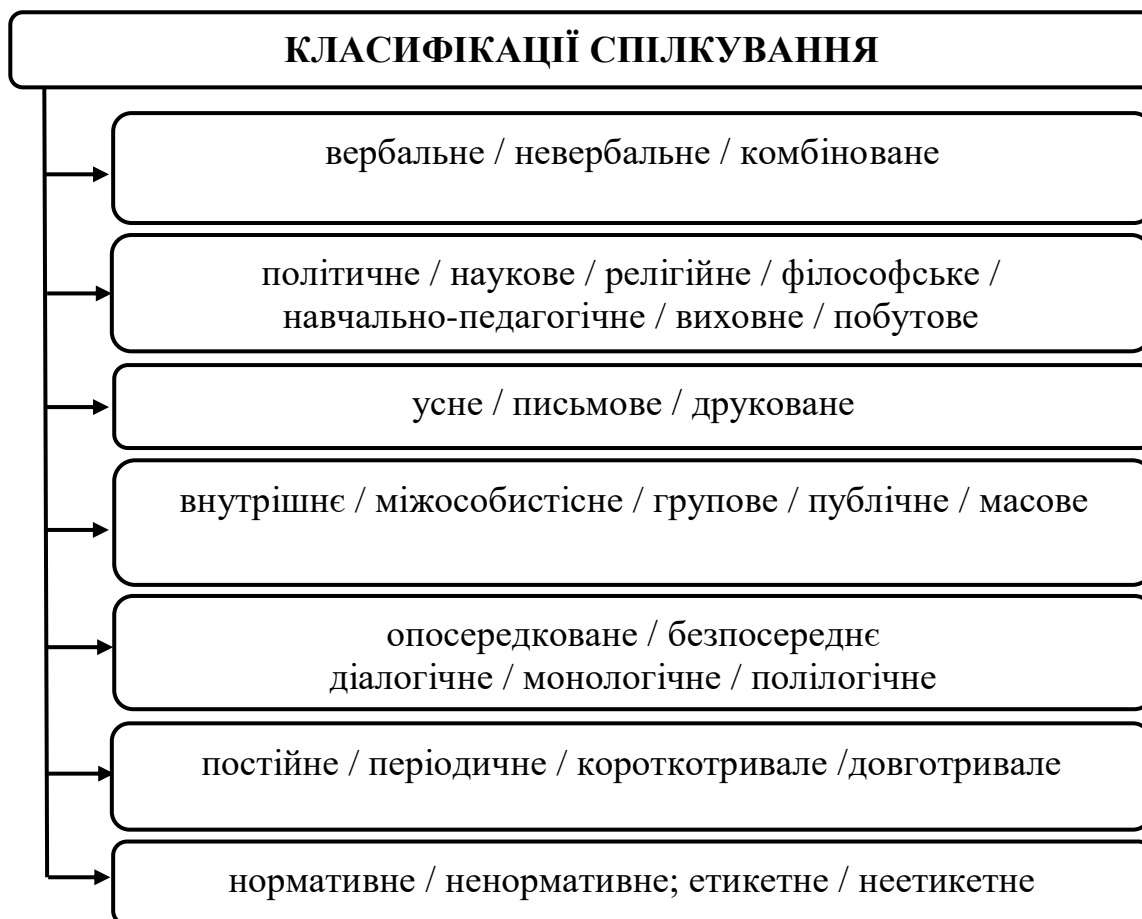 КЛАСИФІКАЦІЇ СПІЛКУВАННЯ
вербальне / невербальне / комбіноване
політичне / наукове / релігійне / філософське /
навчально-педагогічне / виховне / побутове
усне / письмове / друковане
внутрішнє / міжособистісне / групове / публічне / масове
опосередковане / безпосереднє
діалогічне / монологічне / полілогічне
постійне / періодичне / короткотривале /довготривале
нормативне / ненормативне; етикетне / неетикетне